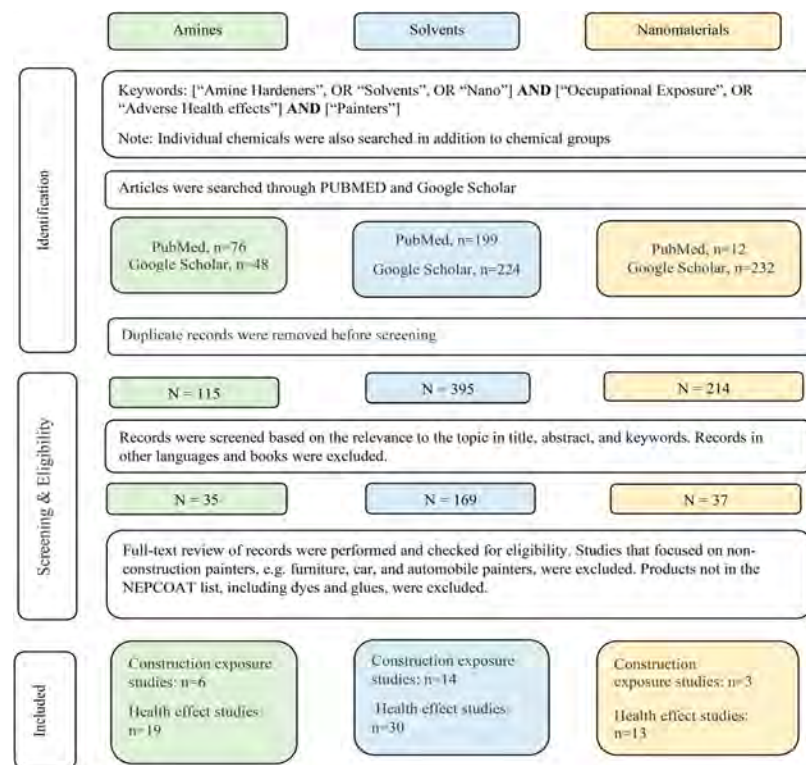 Amines
Solvents
Nanomaterials
Identification
Keywords: [“Amine Hardeners”, OR “Solvents”, OR “Nano”] AND [“Occupational Exposure”, OR
“Adverse Health effects”] AND [“Painters”]
Note: Individual chemicals were also searched in addition to chemical groups
Articles were searched through PUBMED and Google Scholar
PubMed, n=76
Google Scholar, n=48
PubMed, n=199
Google Scholar, n=224
PubMed, n=12
Google Scholar, n=232
Duplicate records were removed before screening
Screening & Eligibility
N = 115
N = 395
N = 214
Records were screened based on the relevance to the topic in title, abstract, and keywords. Records in
other languages and books were excluded.
N = 35
N = 169
N = 37
Full-text review of records were performed and checked for eligibility. Studies that focused on non-
construction painters, e.g. furniture, car, and automobile painters, were excluded. Products not in the
NEPCOAT list, including dyes and glues, were excluded.
Included
Construction exposure
studies: n=6
Health effect studies:
n=19
Construction exposure
studies: n=14
Health effect studies:
n=30
Construction
exposure studies: n=3
Health effect studies:
n=13